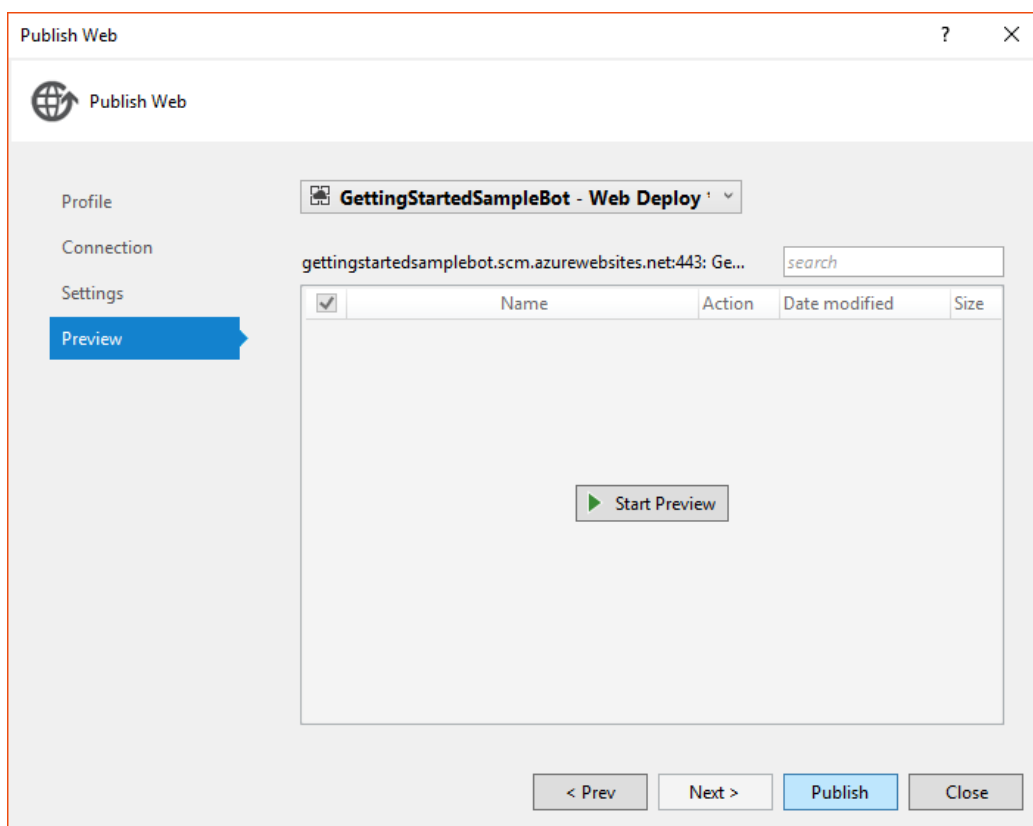 Publish Web
?
Publish Web
Profile
Connection
Settings
Preview
GettingStartedSampleBot - Web Deploy
gettingstartedsamplebot.scm.azurewebsites.net:443: Ge...
search
Name Action Date modified Size
Start Preview
< Prev Next > Publish Close